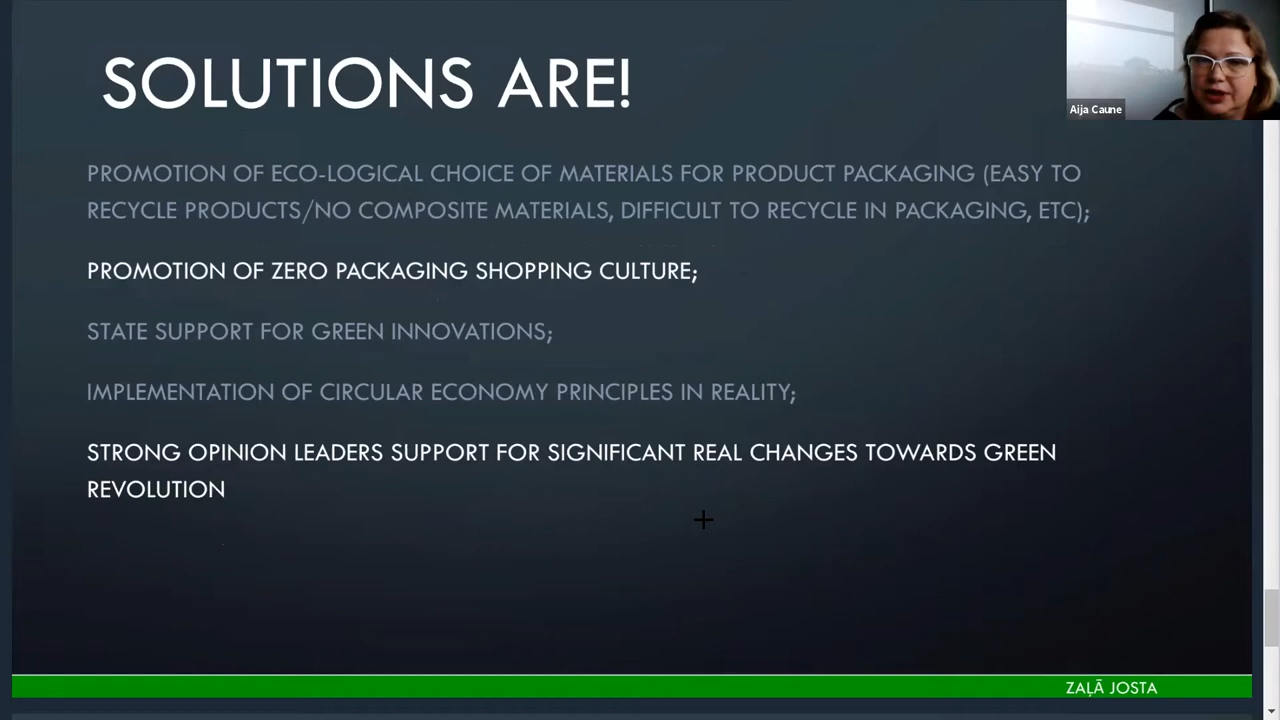 SOLUTIONS ARE!
Aija Caune
PROMOTION OF ECO-LOGICAL CHOICE OF MATERIALS FOR PRODUCT PACKAGING (EASY TO
RECYCLE PRODUCTS/NO COMPOSITE MATERIALS, DIFFICULT TO RECYCLE IN PACKAGING, ETC);
PROMOTION OF ZERO PACKAGING SHOPPING CULTURE;
STATE SUPPORT FOR GREEN INNOVATIONS;
IMPLEMENTATION OF CIRCULAR ECONOMY PRINCIPLES IN REALITY;
STRONG OPINION LEADERS SUPPORT FOR SIGNIFICANT REAL CHANGES TOWARDS GREEN
REVOLUTION
ZAĻĀ JOSTA